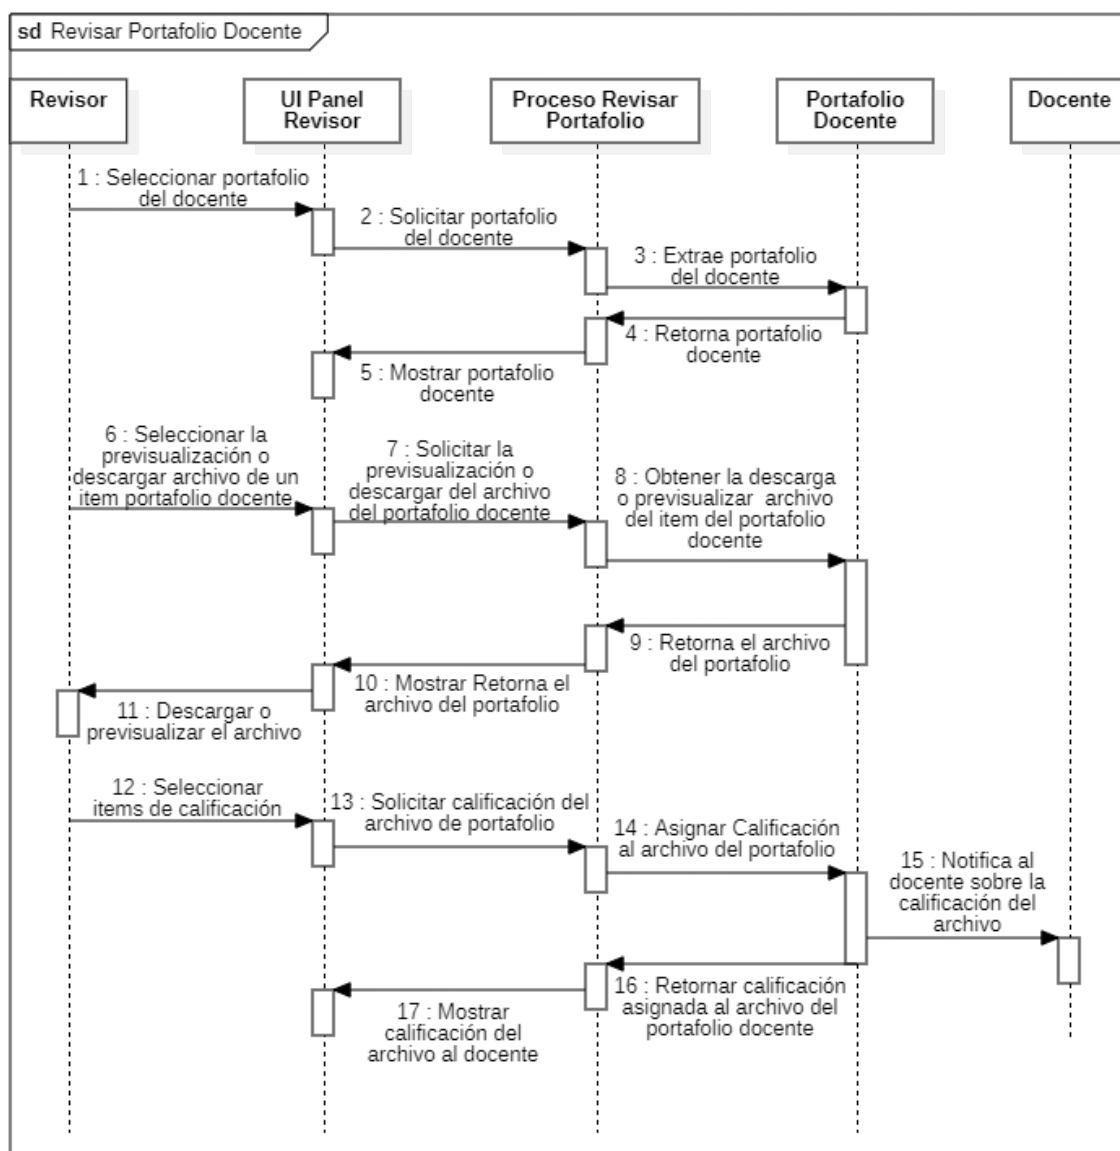 sd Revisar Portafolio Docente
Revisor
UI Panel
Revisor
Proceso Revisar
Portafolio
Portafolio
Docente
Docente
1 : Seleccionar portafolio
del docente
2 : Solicitar portafolio
del docente
3 : Extrae portafolio
del docente
4 : Retorna portafolio
docente
5 : Mostrar portafolio
docente
6 : Seleccionar la
previsualización o
descargar archivo de un
item portafolio docente
7 : Solicitar la
previsualización o
descargar del archivo
del portafolio docente
8 : Obtener la descarga
o previsualizar archivo
del item del portafolio
docente
9 : Retorna el archivo
del portafolio
10 : Mostrar Retorna el
archivo del portafolio
11 : Descargar o
previsualizar el archivo
12 : Seleccionar
items de calificación
13 : Solicitar calificación del
archivo de portafolio
14 : Asignar Calificación
al archivo del portafolio
15 : Notifica al
docente sobre la
calificación del
archivo
16 : Retornar calificación
asignada al archivo del
portafolio docente
17 : Mostrar
calificación del
archivo al docente